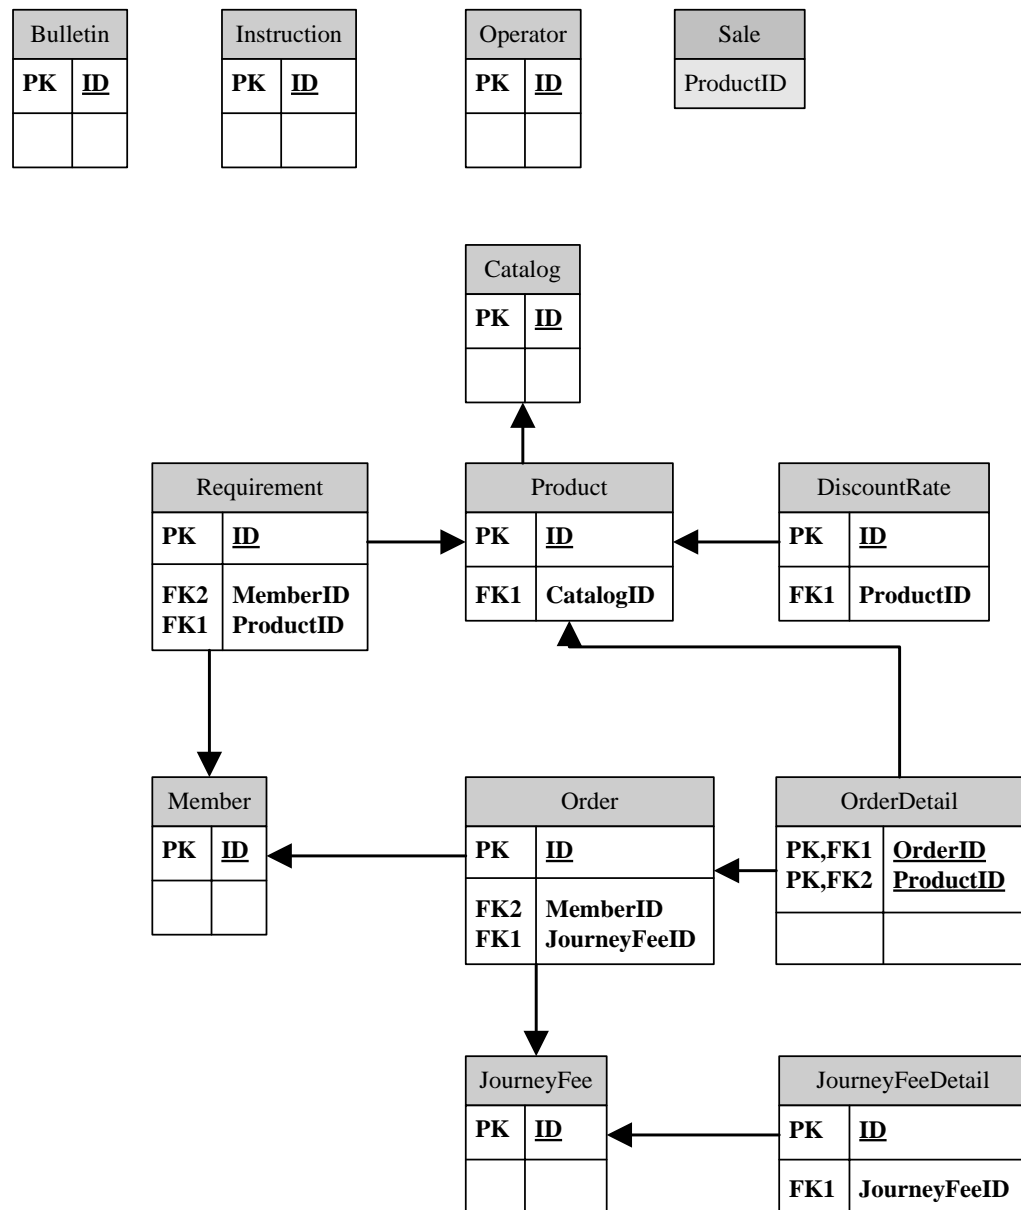 Bulletin
PK ID
Instruction
PK ID
Operator
PK ID
Sale
ProductID
Catalog
PK ID
Requirement
PK ID
FK2 MemberID
FK1 ProductID
Product
PK ID
FK1 CatalogID
DiscountRate
PK ID
FK1 ProductID
Member
PK ID
Order
PK ID
FK2 MemberID
FK1 JourneyFeeID
OrderDetail
PK,FK1 OrderID
PK,FK2 ProductID
JourneyFee
PK ID
JourneyFeeDetail
PK ID
FK1 JourneyFeeID